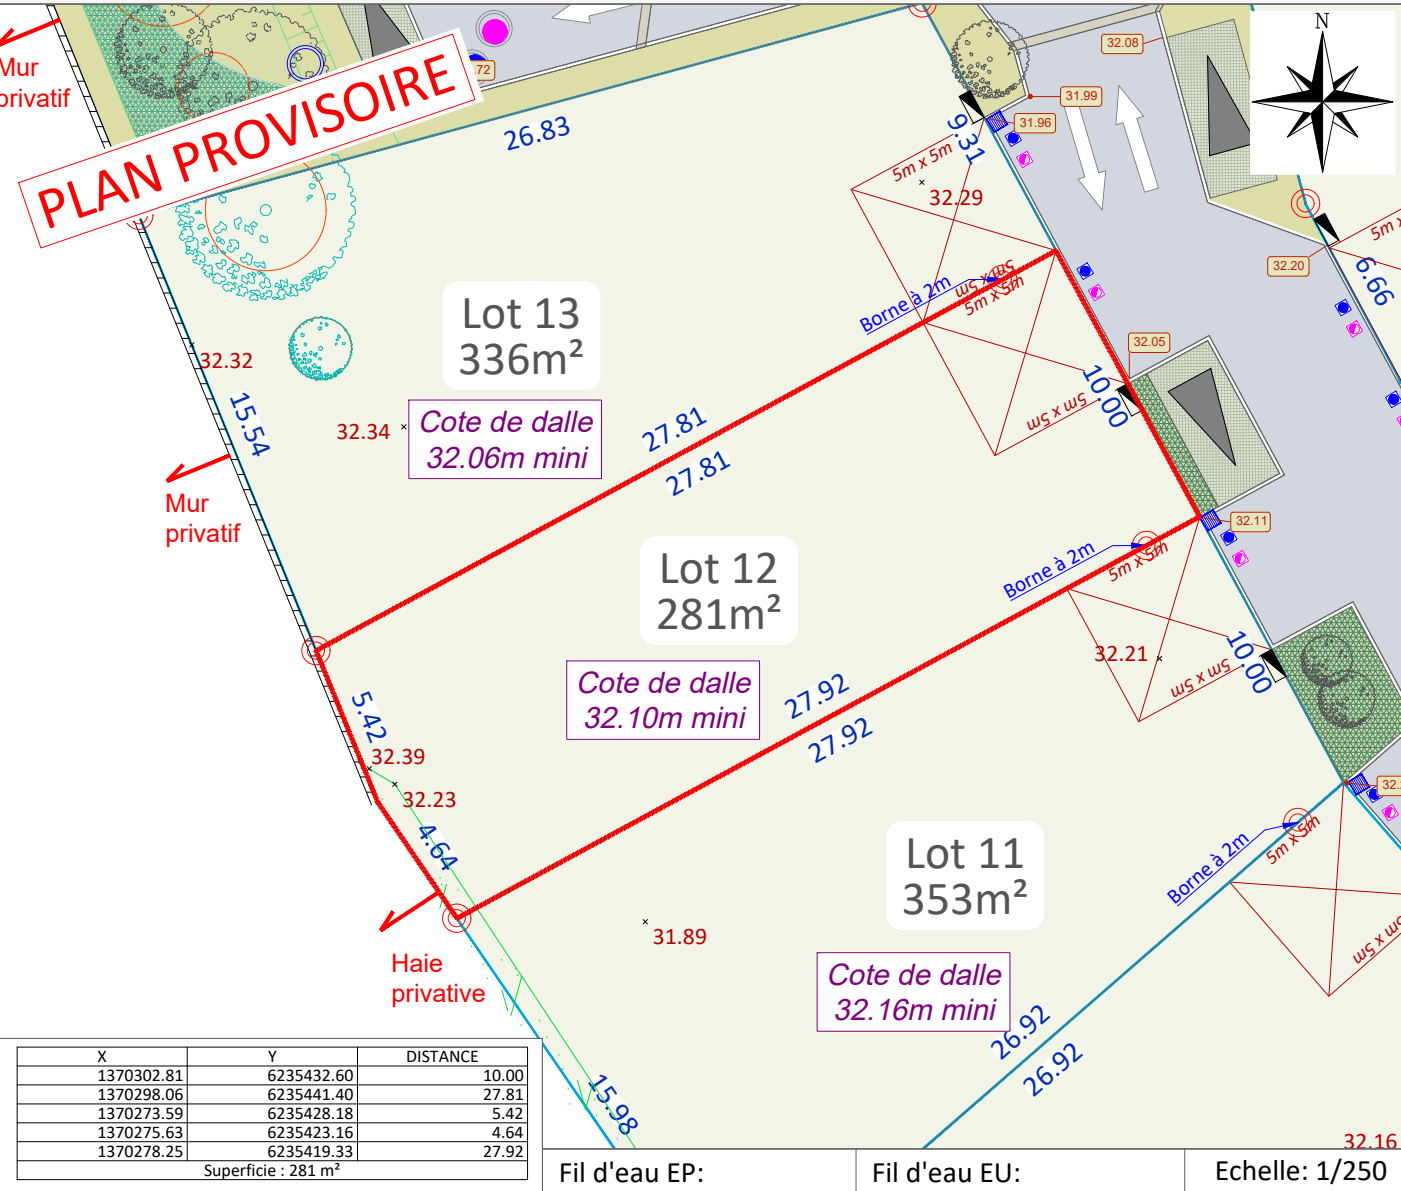 Mur
privatif
PLAN PROVISOIRE
72
26.83
32.08
31.99
31.96
N
9.31
5m x 5m
32.29
32.20
6.66
5m x
Borne à 2m
5m x 5m
5m x 5m
Lot 13
336m²
32.32
15.54
32.34
Cote de dalle
32.06m mini
32.05
10.00
5m x 5m
27.81
27.81
Mur
privatif
Lot 12
281m²
32.11
Borne à 2m
5m x 5m
Cote de dalle
32.10m mini
27.92
27.92
32.21
5m x 5m
10.00
5.42
32.39
32.23
4.64
Lot 11
353m²
Borne à 2m
5m x 5m
32.
31.89
Haie
privative
Cote de dalle
32.16m mini
5m x 5m
26.92
26.92
15.98
32.16
X Y DISTANCE
1370302.81 6235432.60 10.00
1370298.06 6235441.40 27.81
1370273.59 6235428.18 5.42
1370275.63 6235423.16 4.64
1370278.25 6235419.33 27.92
Superficie : 281 m²
Fil d'eau EP:
Fil d'eau EU:
Echelle: 1/250